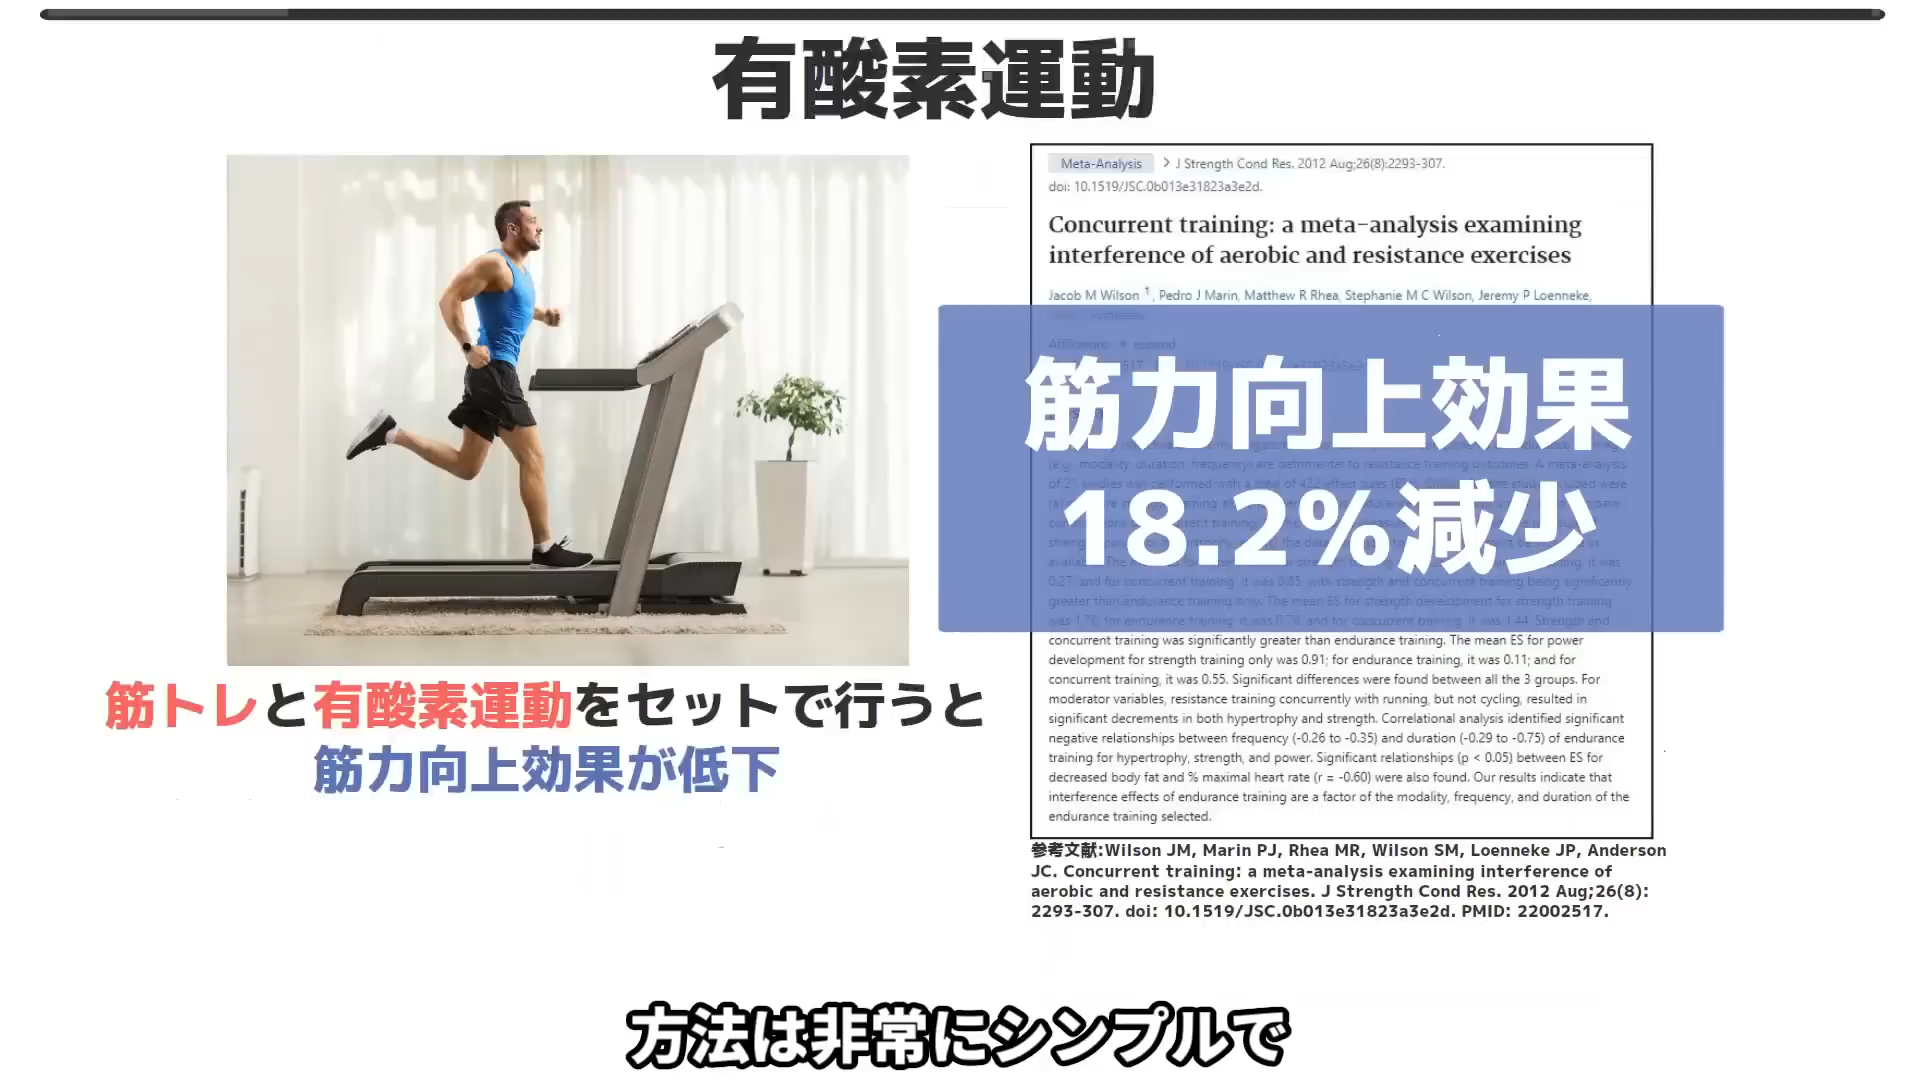 有酸素運動
Meta-Analysis > J Strength Cond Res. 2012 Aug;26(8):2293-307.
doi: 10.1519/JSC.0b013e31823a3e2d.
Concurrent training: a meta-analysis examining
interference of aerobic and resistance exercises
Jacob M Wilson 1, Pedro J Marin, Matthew R Rhea, Stephanie M C Wilson, Jeremy P Loenneke,
筋力向上効果
18.2%減少
greater than endurance training only. The mean ES for strength development for strength training
concurrent training was significantly greater than endurance training. The mean ES for power
development for strength training only was 0.91; for endurance training, it was 0.11; and for
concurrent training, it was 0.55. Significant differences were found between all the 3 groups. For
moderator variables, resistance training concurrently with running, but not cycling, resulted in
significant decrements in both hypertrophy and strength. Correlational analysis identified significant
negative relationships between frequency (-0.26 to -0.35) and duration (-0.29 to -0.75) of endurance
training for hypertrophy, strength, and power. Significant relationships (p < 0.05) between ES for
decreased body fat and % maximal heart rate (r = -0.60) were also found. Our results indicate that
interference effects of endurance training are a factor of the modality, frequency, and duration of the
endurance training selected.
筋トレと有酸素運動をセットで行うと
筋力向上効果が低下
参考文献:Wilson JM, Marin PJ, Rhea MR, Wilson SM, Loenneke JP, Anderson
JC. Concurrent training: a meta-analysis examining interference of
aerobic and resistance exercises. J Strength Cond Res. 2012 Aug;26(8):
2293-307. doi: 10.1519/JSC.0b013e31823a3e2d. PMID: 22002517.
方法は非常にシンプルで